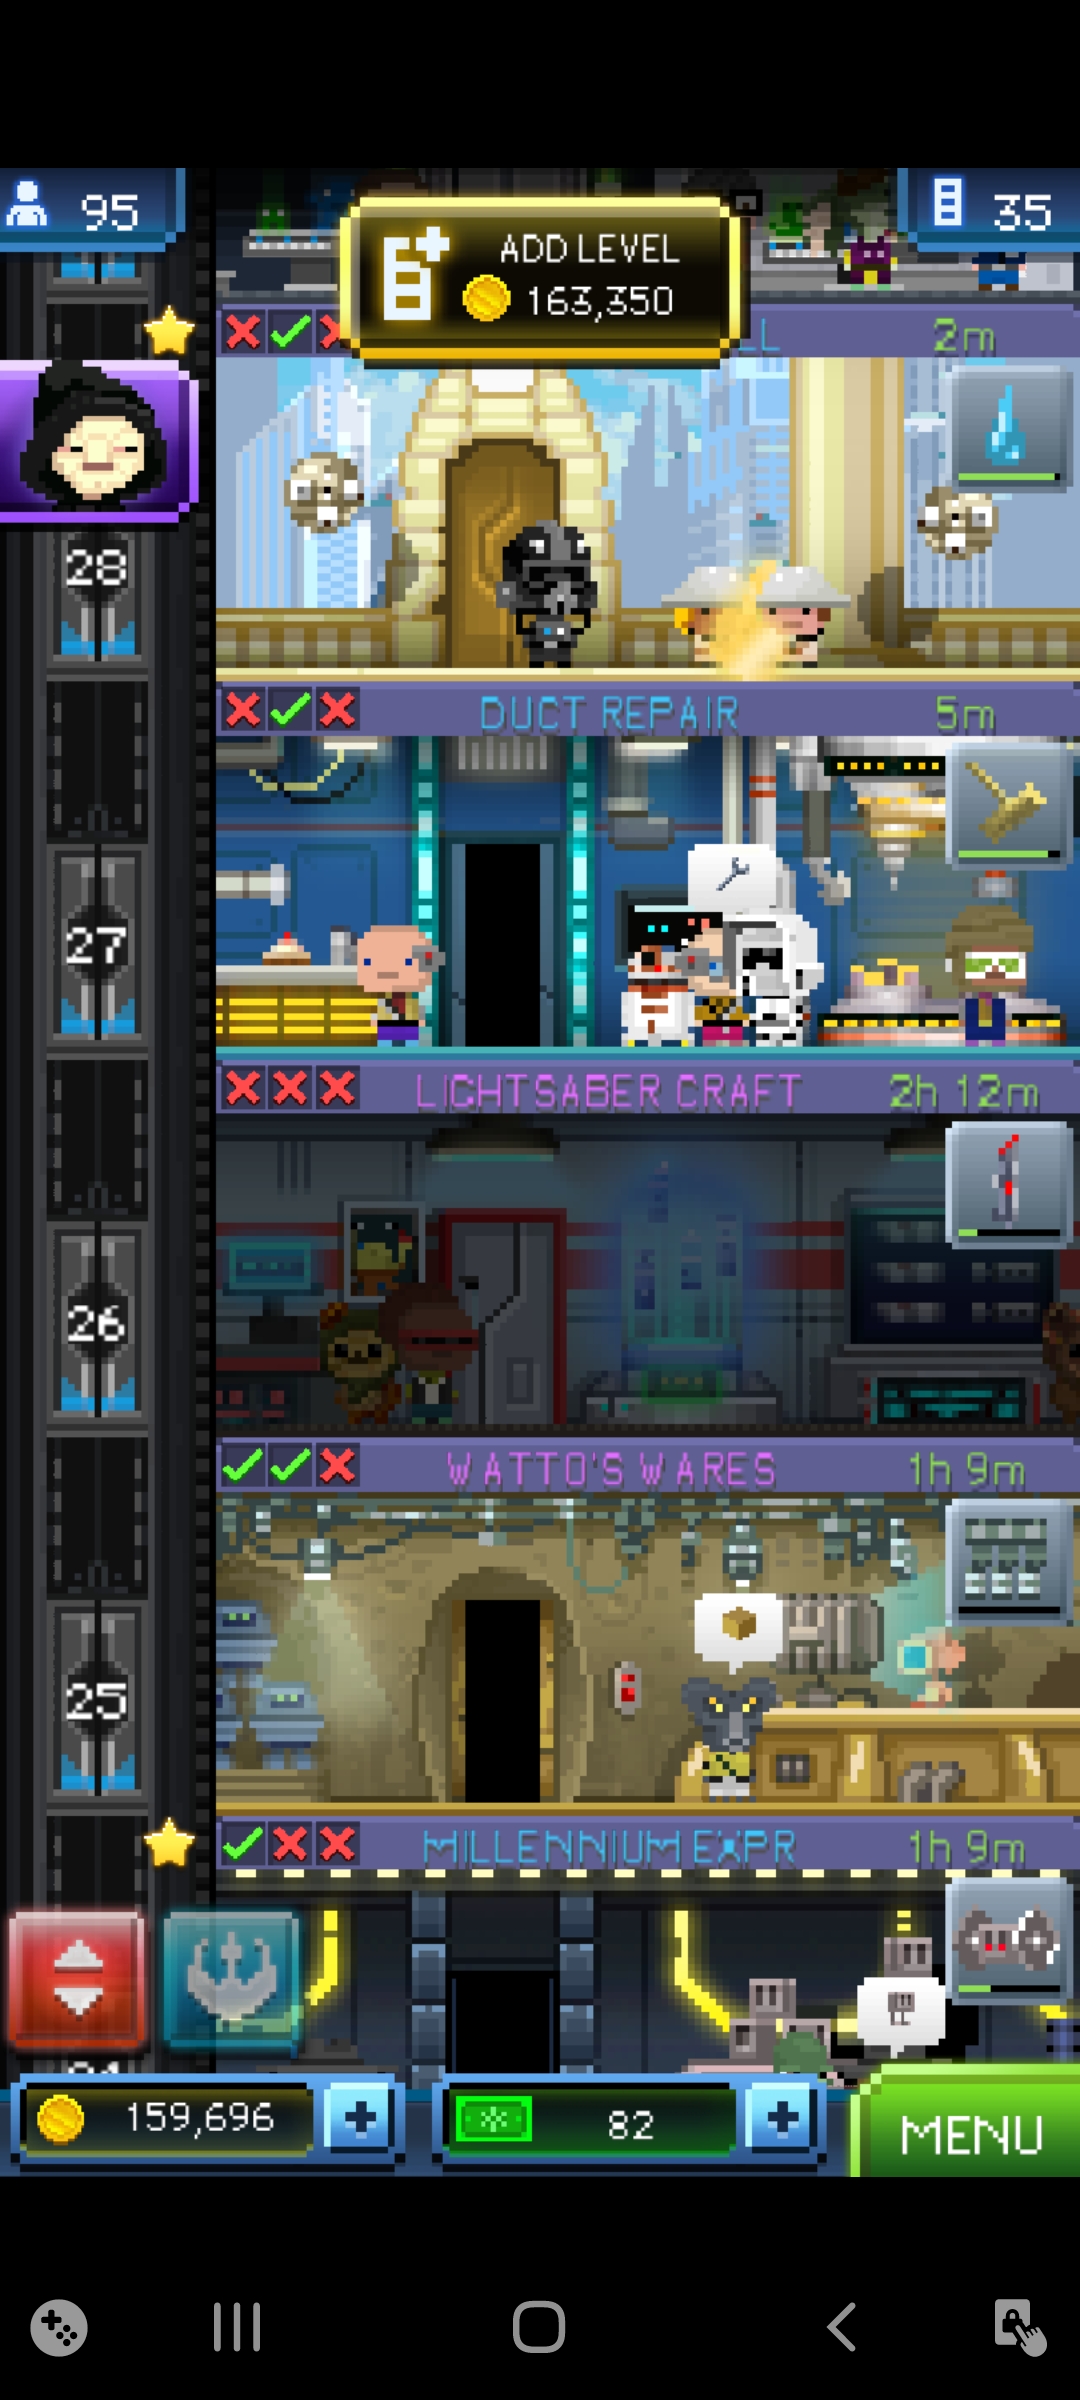 95
ADD LEVEL
163,350
35
LL
2m
28
DUCT REPAIR
5m
27
LIGHTSABER CRAFT
2h 12m
26
WATTO'S WARES
1h 9m
25
MILLENNIUM EXPR
1h 9m
159,696
82
MENU